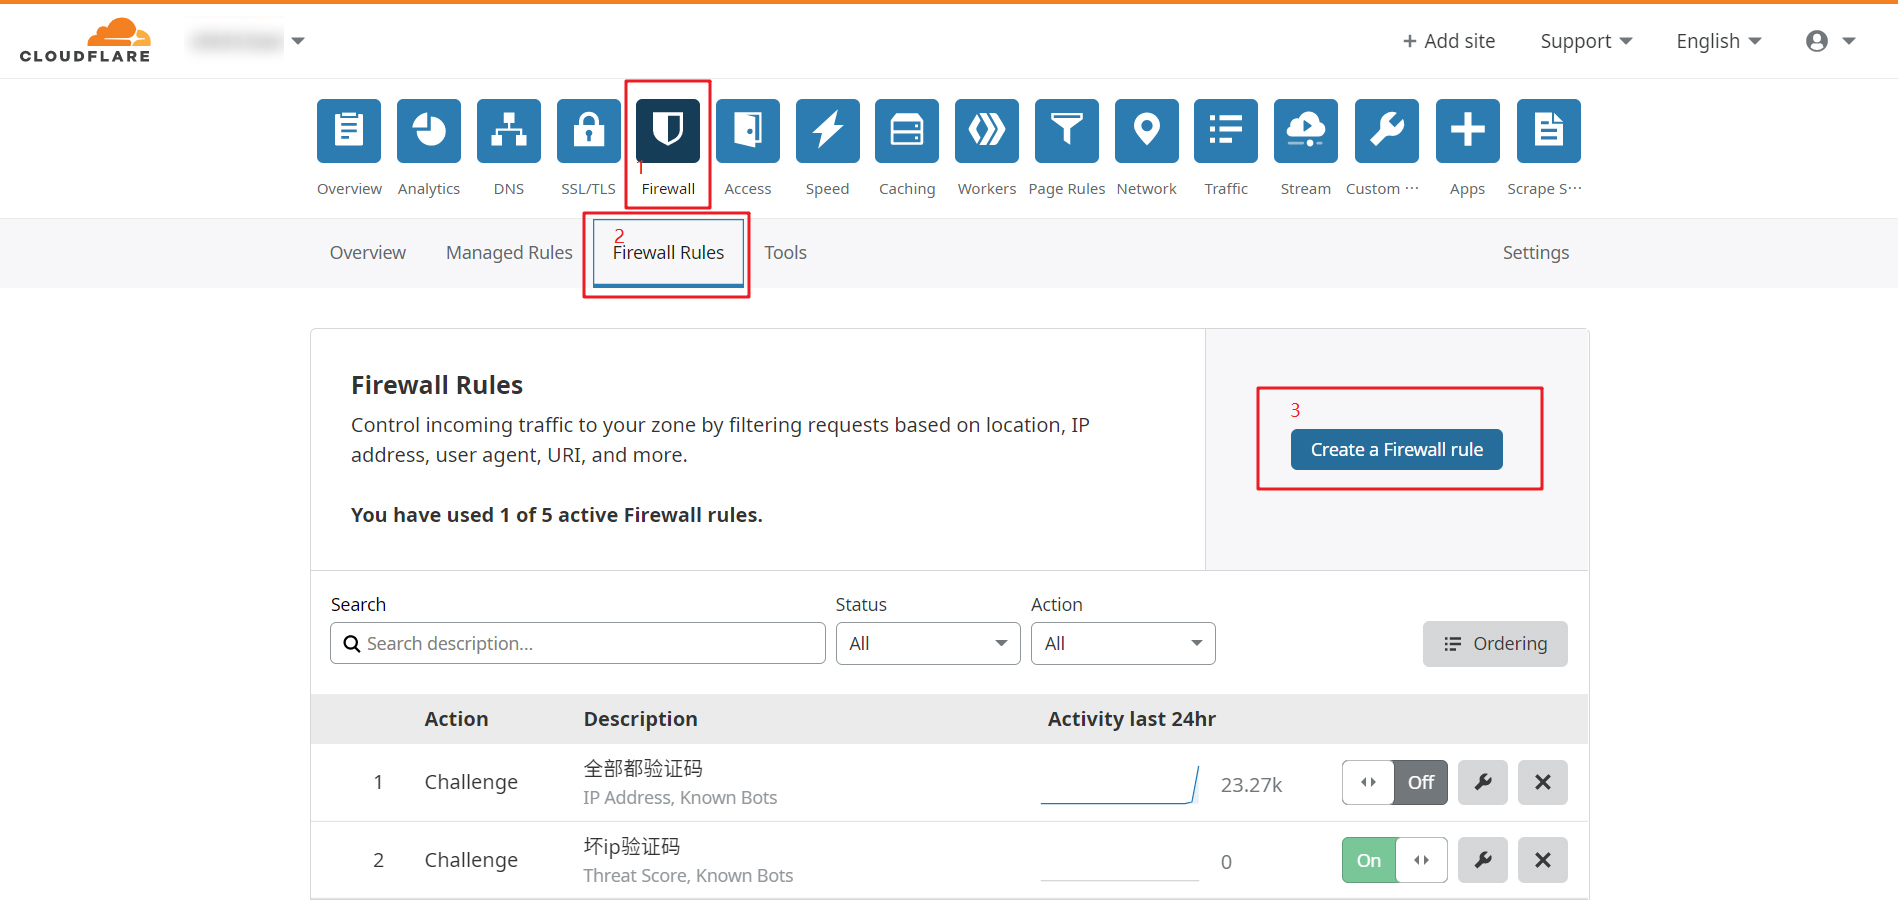 CLOUDFLARE
+ Add site
Support
English
1
Overview
Analytics
DNS
SSL/TLS
Firewall
Access
Speed
Caching
Workers
Page Rules
Network
Traffic
Stream
Custom ···
Apps
Scrape S···
Overview
Managed Rules
2
Firewall Rules
Tools
Settings
Firewall Rules
Control incoming traffic to your zone by filtering requests based on location, IP
address, user agent, URI, and more.
You have used 1 of 5 active Firewall rules.
3
Create a Firewall rule
Search
Status
Action
Search description...
All
All
Ordering
Action
Description
Activity last 24hr
1
Challenge
全部都验证码
IP Address, Known Bots
23.27k
Off
2
Challenge
坏ip验证码
Threat Score, Known Bots
0
On